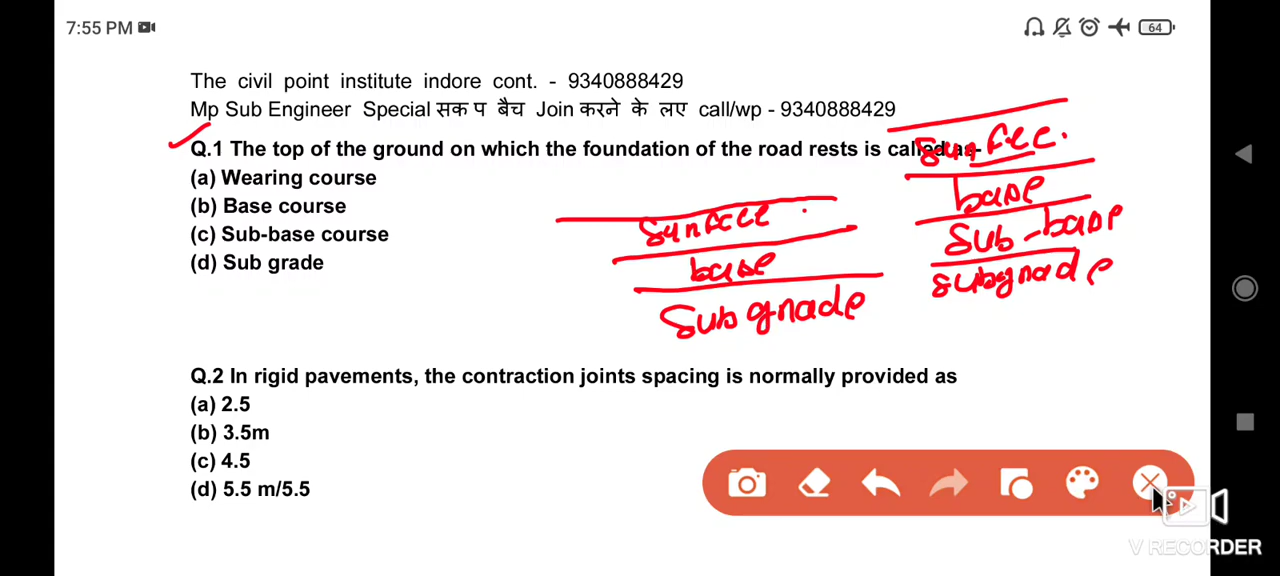 7:55 PM
64
The civil point institute indore cont. - 9340888429
Mp Sub Engineer Special सक प बैच Join करने के लए call/wp - 9340888429
Q.1 The top of the ground on which the foundation of the road rests is called as-
(a) Wearing course
(b) Base course
(c) Sub-base course
(d) Sub grade
surface
base
Subgrade
surface
base
Sub-base
subgrade
Q.2 In rigid pavements, the contraction joints spacing is normally provided as
(a) 2.5
(b) 3.5m
(c) 4.5
(d) 5.5 m/5.5
V RECORDER